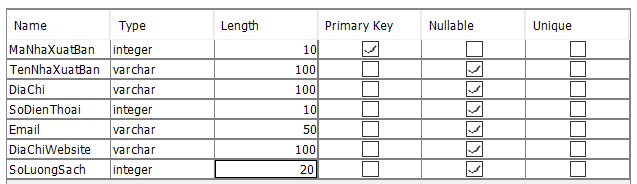 Name Type Length Primary Key Nullable Unique
MaNhaXuatBan integer 10
TenNhaXuatBan varchar 100
DiaChi varchar 100
SoDienThoai integer 10
Email varchar 50
DiaChiWebsite varchar 100
SoLuongSach integer 20